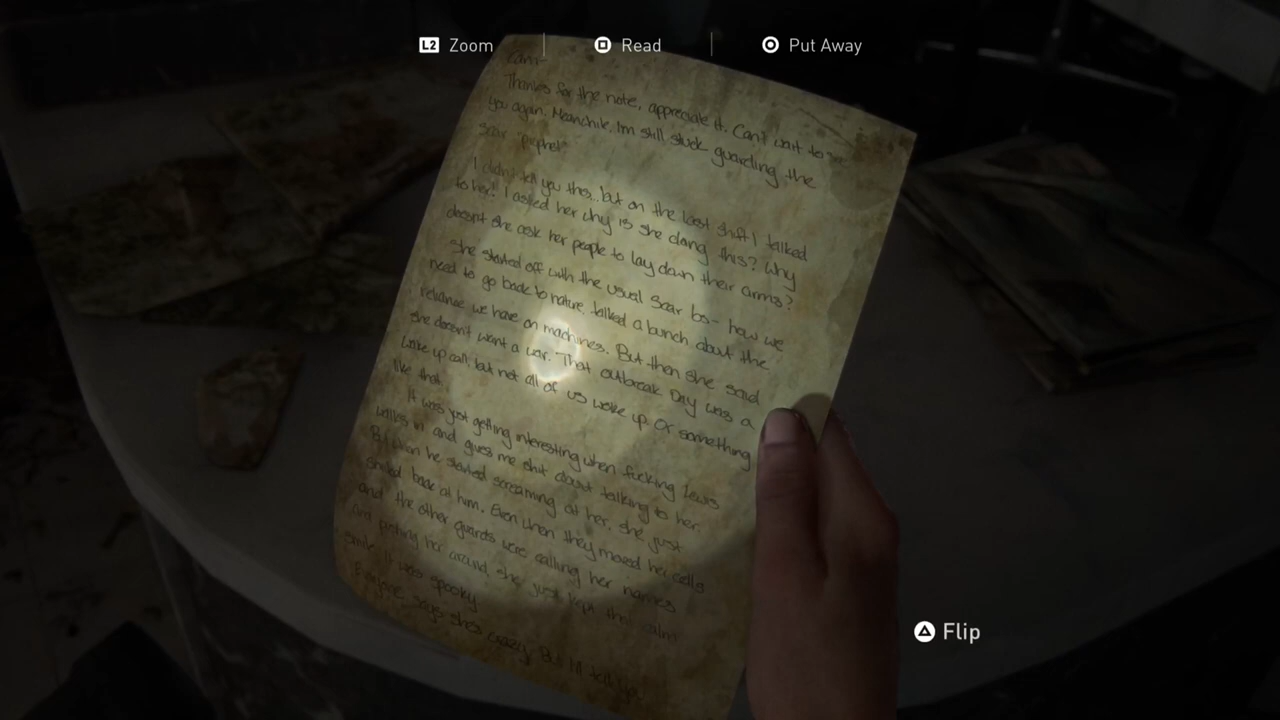 L2 Zoom
Read
Put Away
Thanks for the note, appreciate it. Can't wait to
you again. Meanwhile, I'm still stuck guarding the
Scar "prophet"
I didn't tell you this...but on the last shift I talked
to her! I asked her why is she doing this? Why
doesn't she ask her people to lay down their arms?
She started off with the usual Scar bs- how we
need to go back to nature, talked a bunch about the
reliance we have on machines. But then she said
she doesn't want a war. That Outbreak Day was a
wake up call, but not all of us woke up. Or something
like that.
It was just getting interesting when fucking Lewis
walks in and gives me shit about talking to her.
But when he started screaming at her, she just
smiled back at him. Even when they moved her cells
and the other guards were calling her names
and pushing her around, she just kept that calm
smile. It was spooky.
Everyone says she's crazy. But I'll tell you
Flip